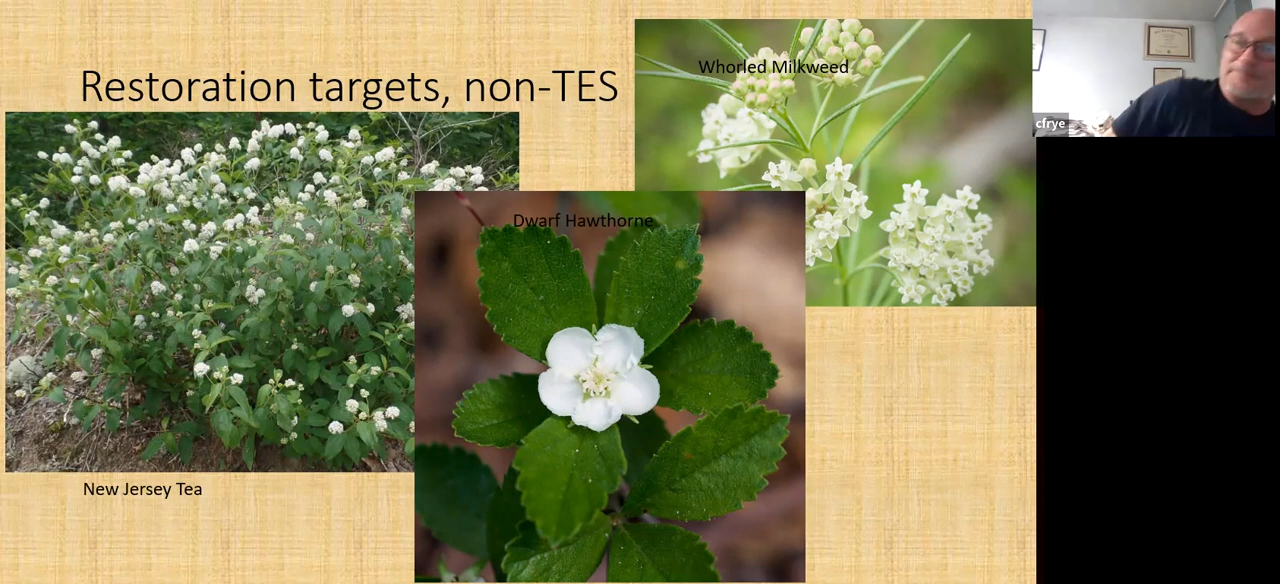 Restoration targets, non-TES
Whorled Milkweed
cfrye
Dwarf Hawthorne
New Jersey Tea